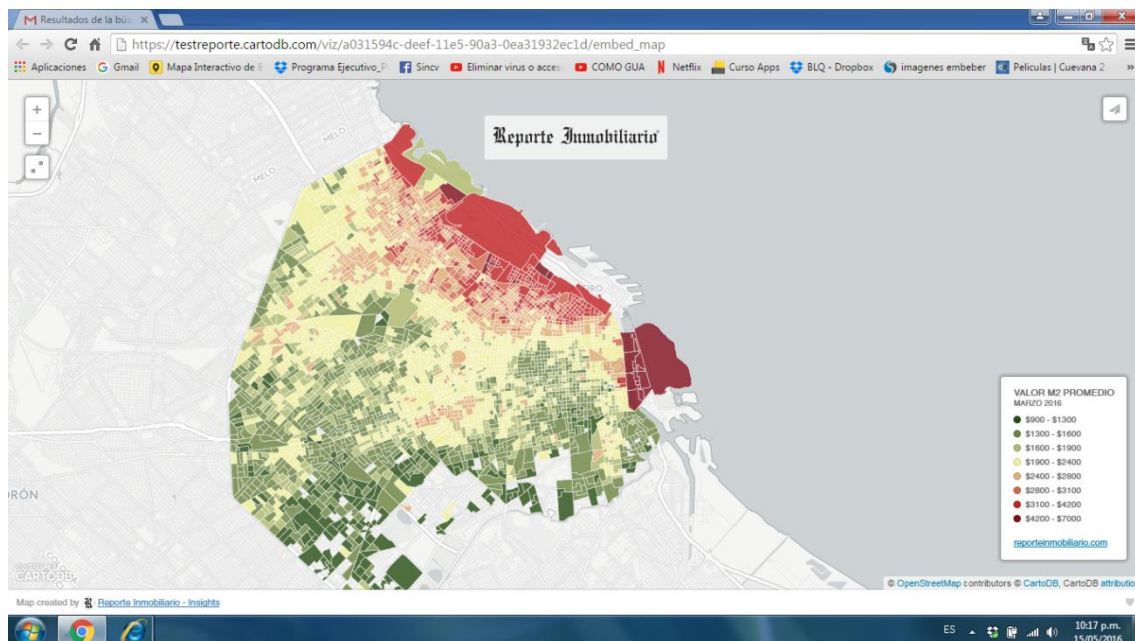 Resultados de la bús
https://testreporte.cartodb.com/viz/a031594c-deef-11e5-90a3-0ea31932ec1d/embed_map
Aplicaciones Gmail Mapa Interactivo de Programa Ejecutivo_P Sincv Eliminar virus o acces COMO GUA Netflix Curso Apps BLQ - Dropbox imagenes embeber Peliculas | Cuevana 2 - »
+
−
MELO
Reporte Inmobiliario
MELO
IRO
VALOR M2 PROMEDIO
MARZO 2016
$900 - $1300
$1300 - $1600
$1600 - $1900
$1900 - $2400
$2400 - $2800
$2800 - $3100
$3100 - $4200
$4200 - $7000
reporteinmobiliario.com
RÓN
CARTODB
© OpenStreetMap contributors © CartoDB, CartoDB attributio
Map created by Reporte Inmobiliario - Insights
ES
10:17 p.m.
15/05/2016